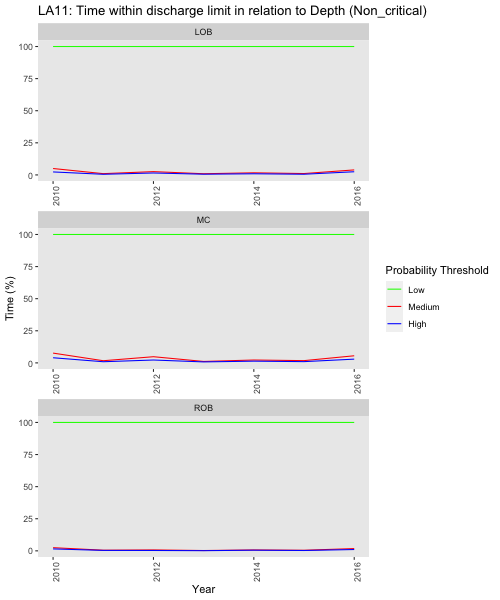 LA11: Time within discharge limit in relation to Depth (Non_critical)
LOB
100
75
50
25
0
2010
2012
2014
2016
MC
100
75
50
25
0
2010
2012
2014
2016
ROB
100
75
50
25
0
2010
2012
2014
2016
Time (%)
Year
Probability Threshold
Low
Medium
High